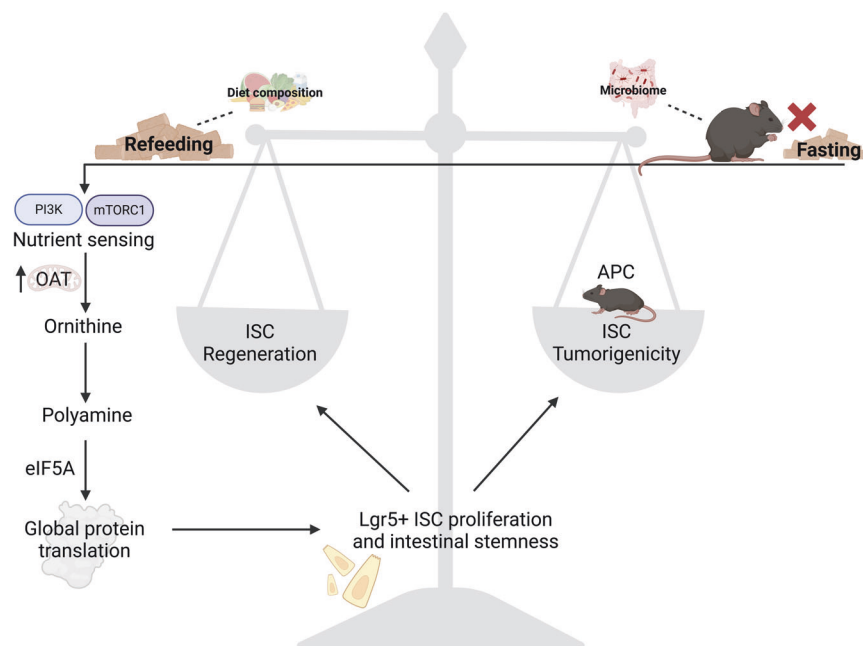 Diet composition
Microbiome
Refeeding
Fasting
PI3K
mTORC1
Nutrient sensing
OAT
Ornithine
Polyamine
eIF5A
Global protein
translation
ISC
Regeneration
APC
ISC
Tumorigenicity
Lgr5+ ISC proliferation
and intestinal stemness